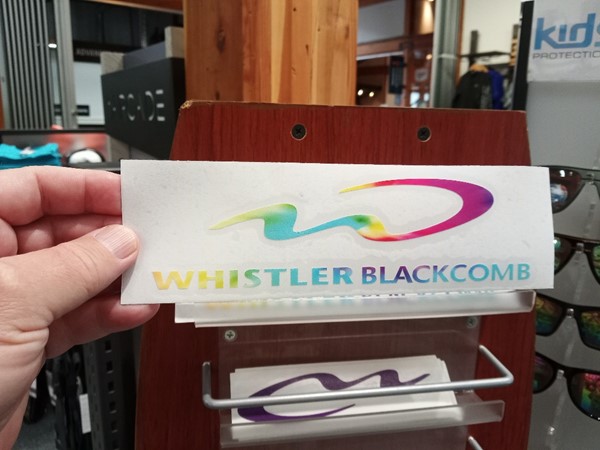 kids
PROTECTION
WHISTLER BLACKCOMB